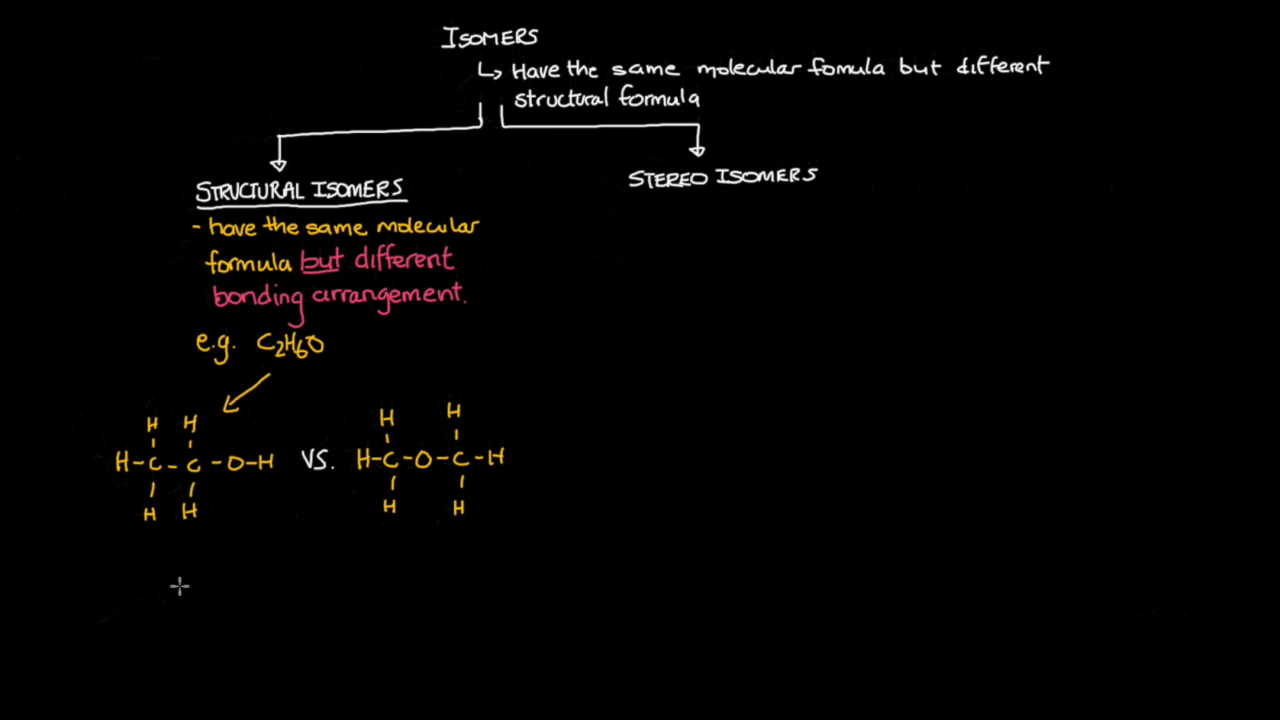 ISOMERS
↳ Have the same molecular fomula but different
structural formula
STRUCTURAL ISOMERS
STEREO ISOMERS
- have the same molecular
formula but different
bonding arrangement.
e.g. C2H6O
H H H H
H-C-C-O-H VS. H-C-O-C-H
H H H H